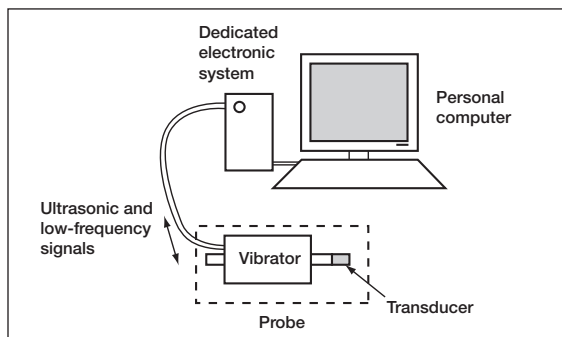 Dedicated
electronic
system
Personal
computer
Ultrasonic and
low-frequency
signals
Vibrator
Transducer
Probe